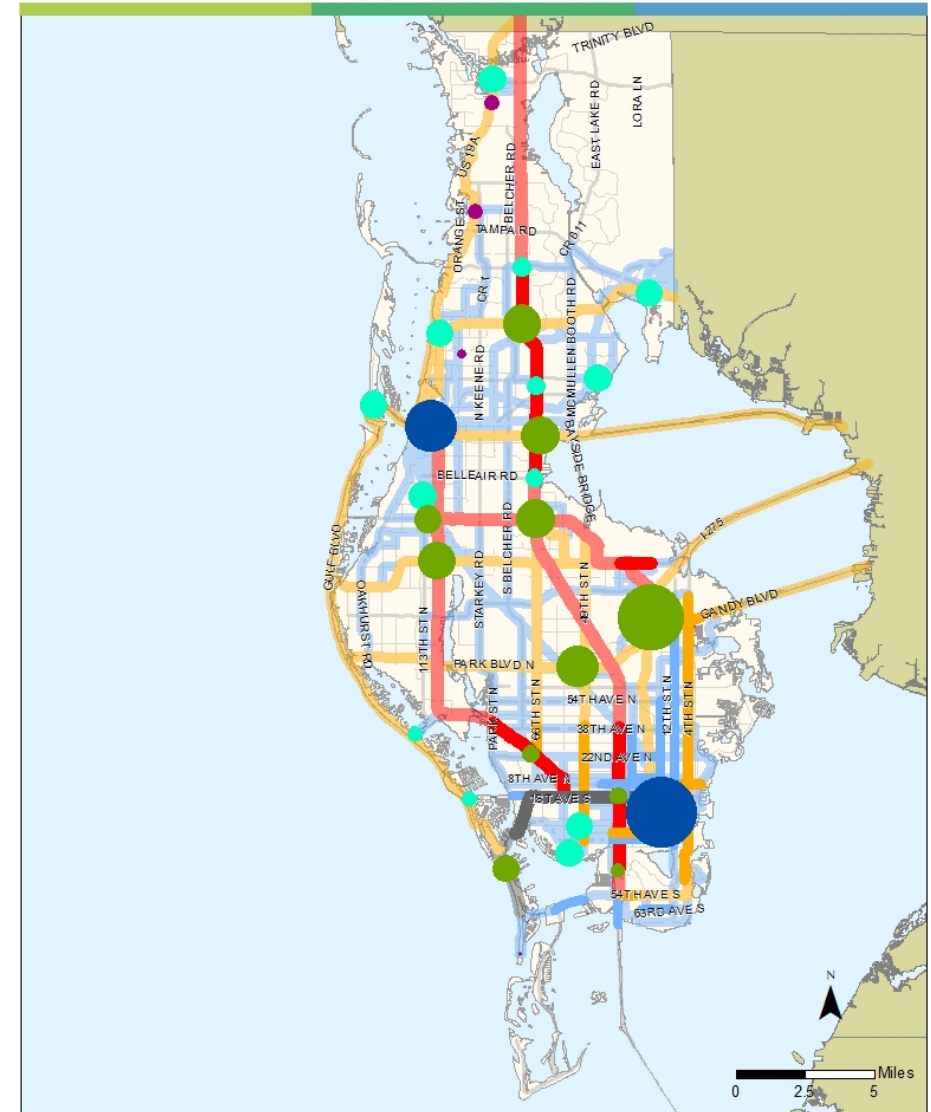 TRINITY BLVD
LORA LN
EAST LAKE RD
US 19A
BELCHER RD
ORANGE ST
TAMPA RD
CR 611
CR 1
MCMULLEN BOOTH RD
N KEENE RD
BAYSIDE BRIDGE
BELLEAIR RD
S BELCHER RD
I-275
GULF BLVD
STARKEY RD
49TH ST N
OAKHURST RD
GANDY BLVD
113TH ST N
PARK BLVD N
66TH ST N
PARK ST N
54TH AVE N
12TH ST N
4TH ST N
38TH AVE N
22ND AVE N
8TH AVE N
1ST AVE S
54TH AVE S
63RD AVE S
N
Miles
0 2.5 5